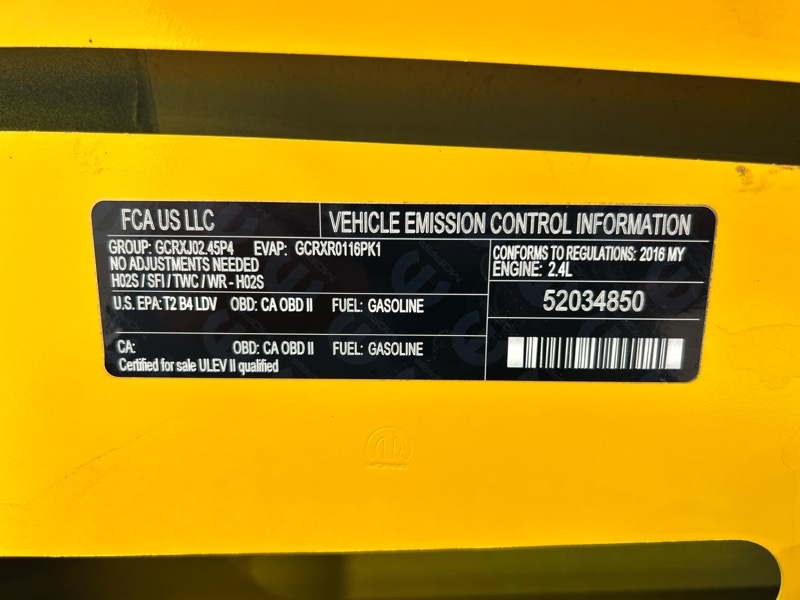 FCA US LLC
VEHICLE EMISSION CONTROL INFORMATION
GROUP: GCRXJ02.45P4 EVAP: GCRXR0116PK1
NO ADJUSTMENTS NEEDED
H02S / SFI / TWC / WR - H02S
CONFORMS TO REGULATIONS: 2016 MY
ENGINE: 2.4L
U.S. EPA: T2 B4 LDV OBD: CA OBD II FUEL: GASOLINE
52034850
CA: OBD: CA OBD II FUEL: GASOLINE
Certified for sale ULEV II qualified